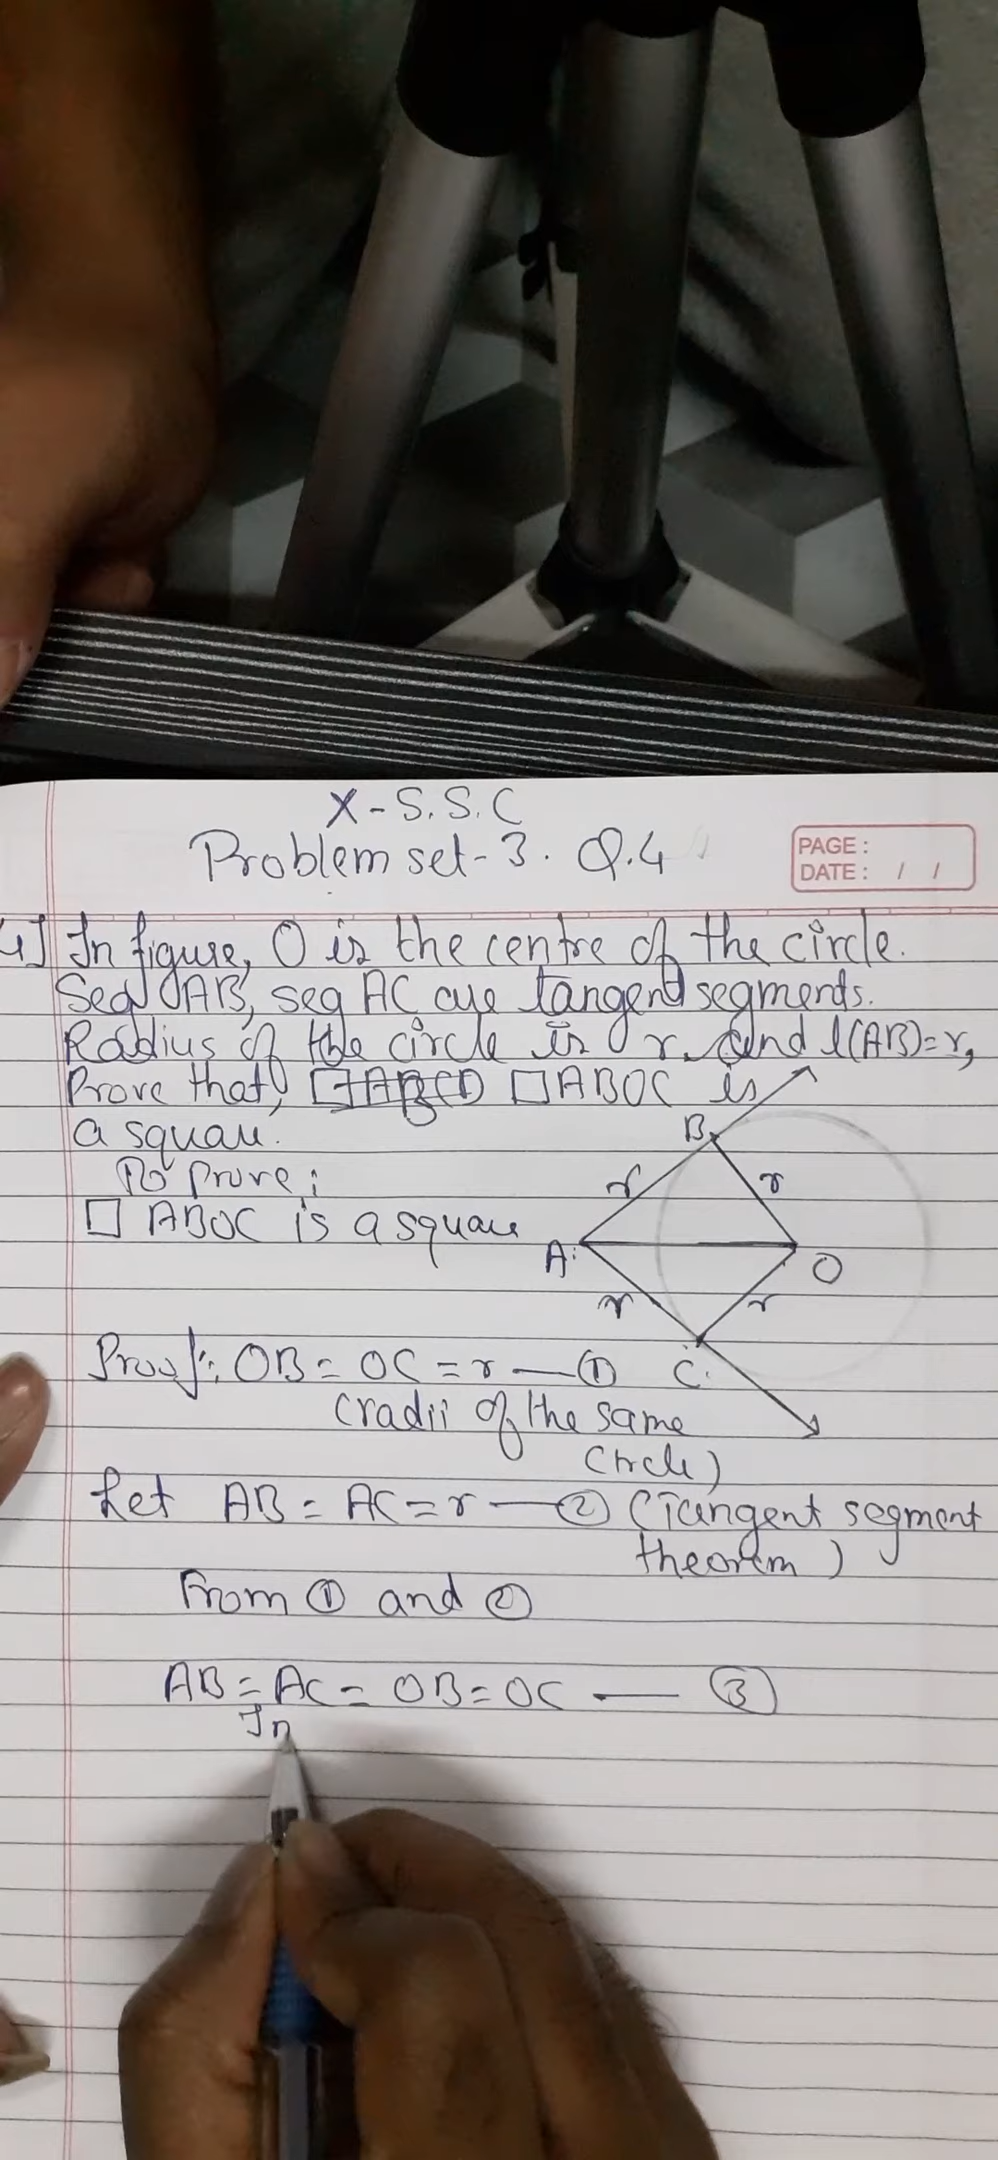 X - S.S.C
Problem set - 3. Q.4
PAGE :
DATE : / /
4] In figure, O is the centre of the circle.
Seg AB, seg AC are tangent segments.
Radius of the circle is r and l(AB)=r,
Prove that, □ ABCD □ ABOC is
a square.
To prove:
□ ABOC is a square
B
r
r
A
O
r
r
C
Proof: OB = OC = r — ①
(radii of the same
circle)
Let AB = AC = r — ② (Tangent segment
theorem)
From ① and ②
AB = AC = OB = OC — ③
In